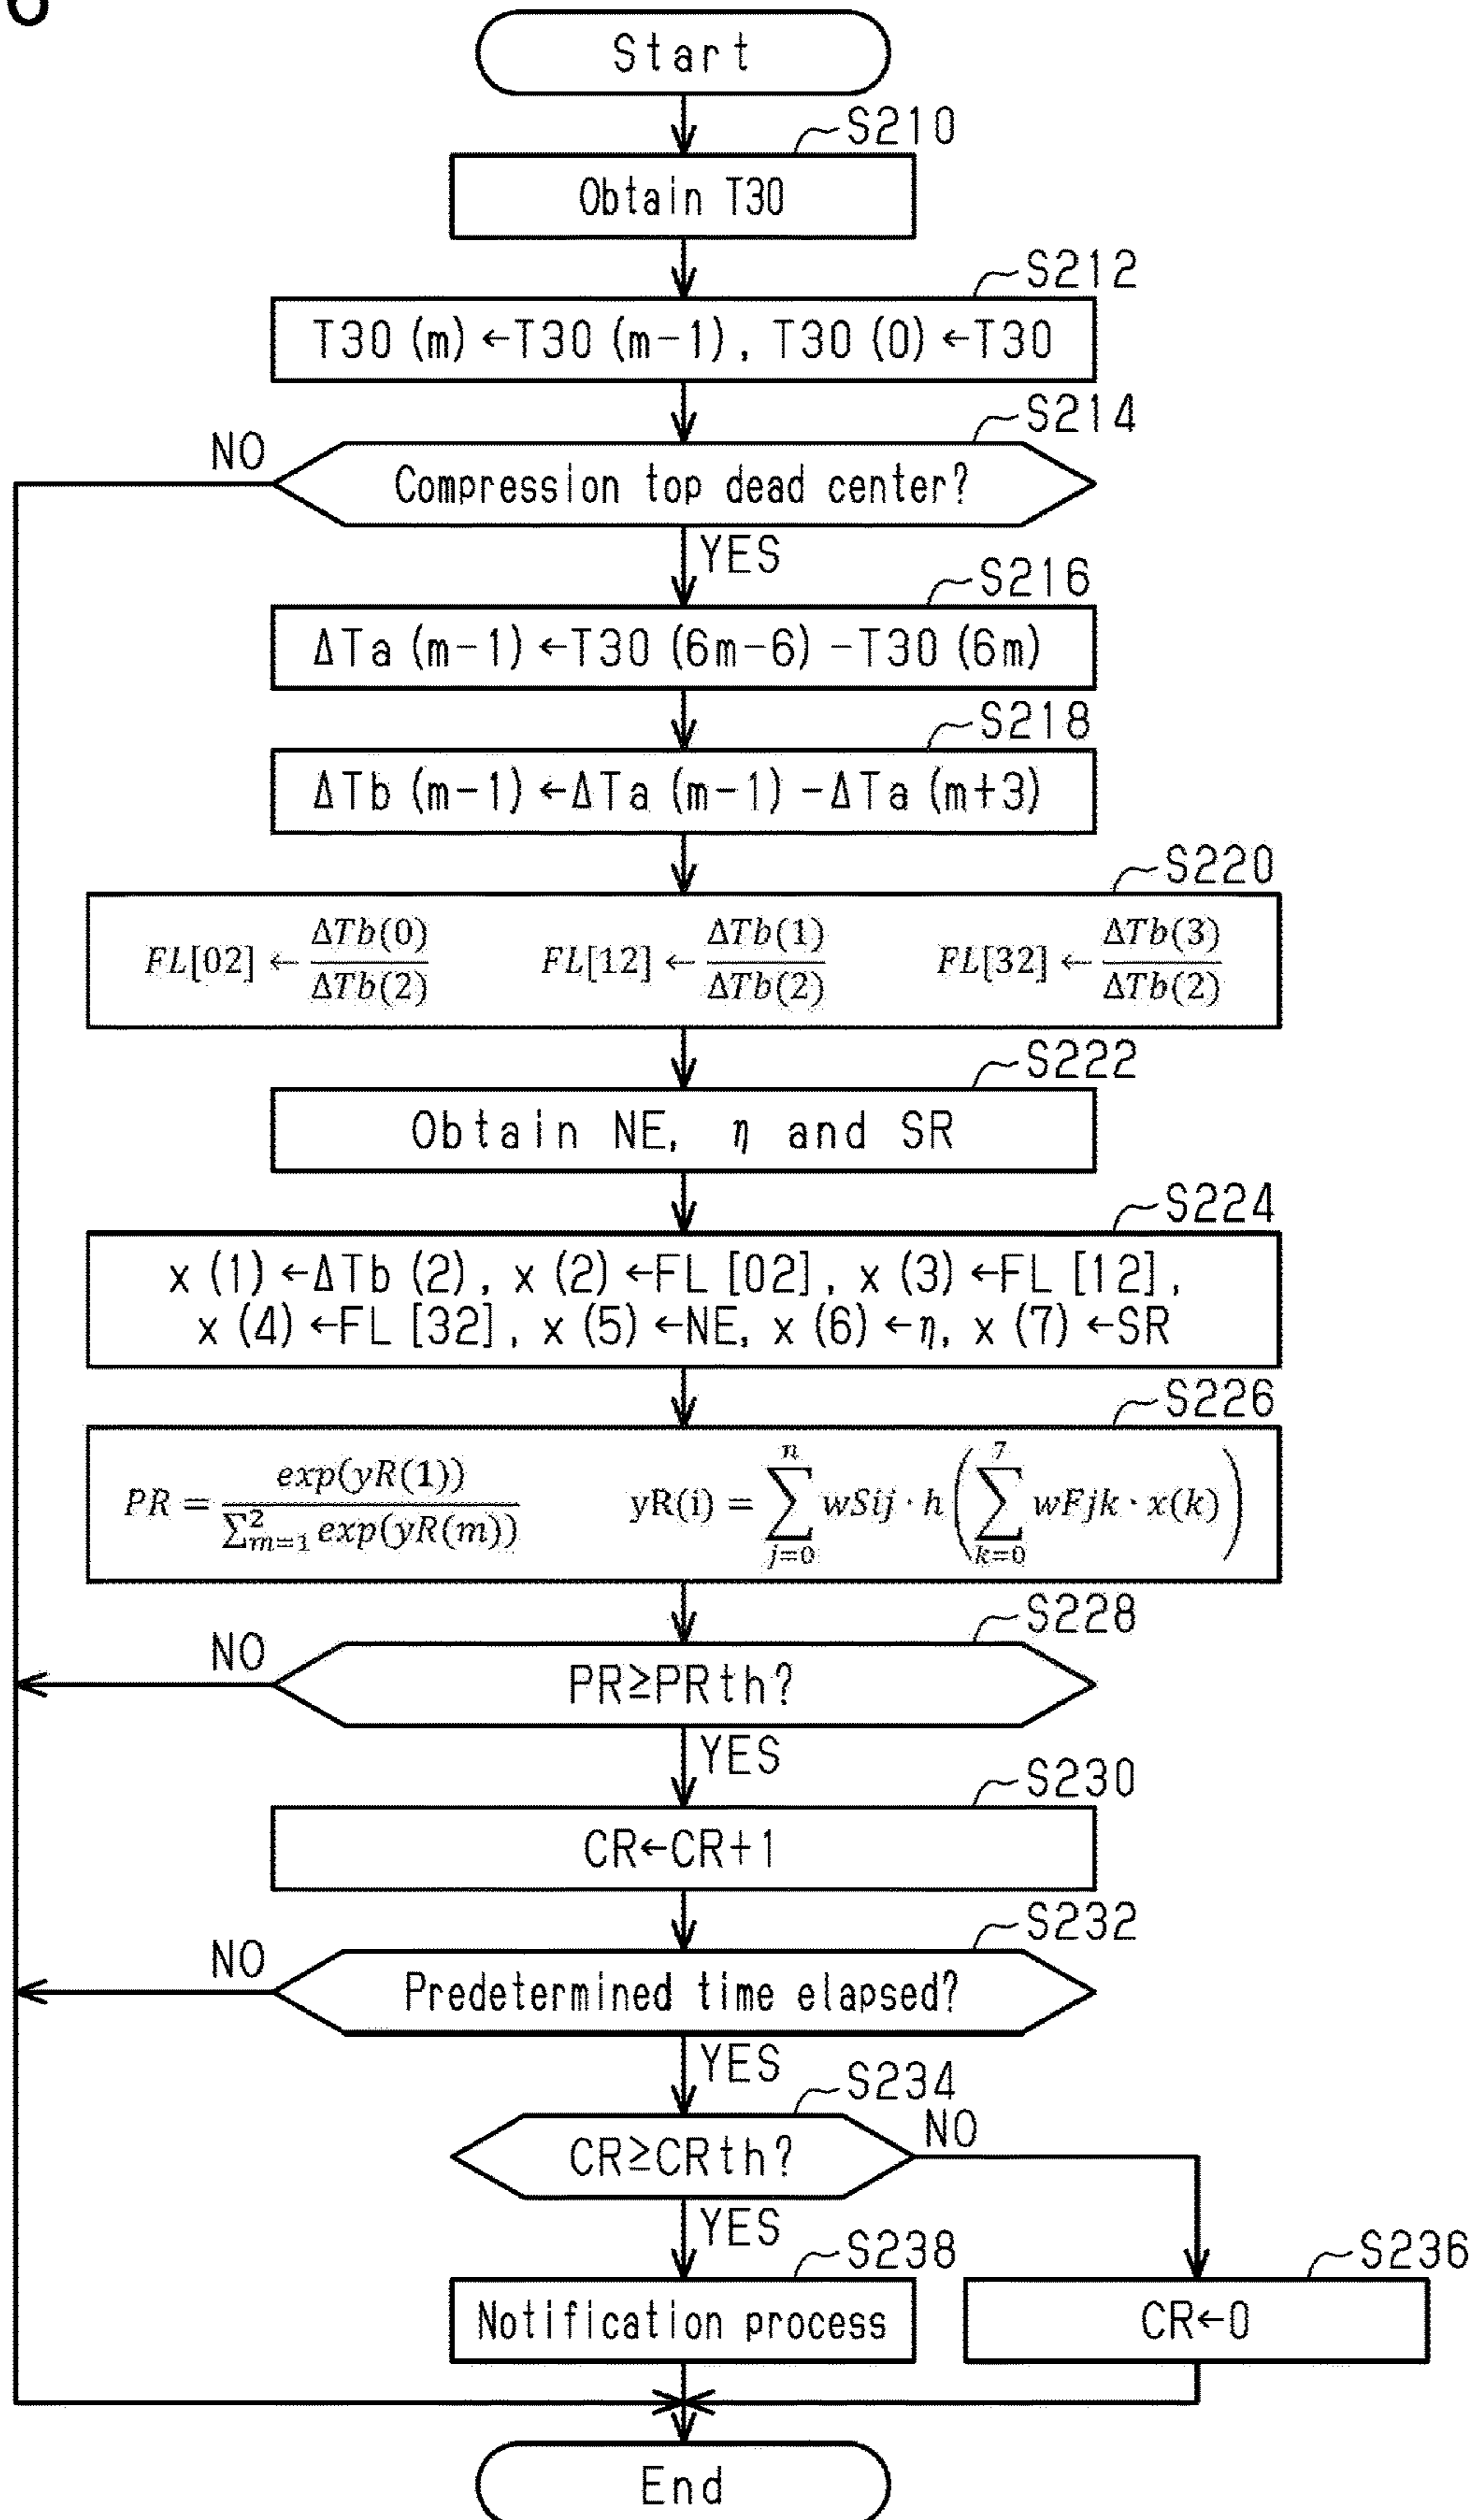 Start
S210
Obtain T30
S212
T30 (m) ←T30 (m-1), T30 (0) ←T30
S214
NO
Compression top dead center?
YES
S216
ΔTa (m-1) ←T30 (6m-6) -T30 (6m)
S218
ΔTb (m-1) ←ΔTa (m-1) -ΔTa (m+3)
S220
FL[02] ← ΔTb(0)/ΔTb(2) FL[12] ← ΔTb(1)/ΔTb(2) FL[32] ← ΔTb(3)/ΔTb(2)
S222
Obtain NE, η and SR
S224
x (1) ←ΔTb (2), x (2) ←FL [02], x (3) ←FL [12],
x (4) ←FL [32], x (5) ←NE, x (6) ←η, x (7) ←SR
S226
PR = exp(yR(1))/∑_{m=1}^{2} exp(yR(m)) yR(i) = ∑_{j=0}^{n} wSij · h(∑_{k=0}^{7} wFjk · x(k))
S228
NO
PR≥PRth?
YES
S230
CR←CR+1
S232
NO
Predetermined time elapsed?
YES
S234
CR≥CRth?
NO
YES
S238
Notification process
S236
CR←0
End